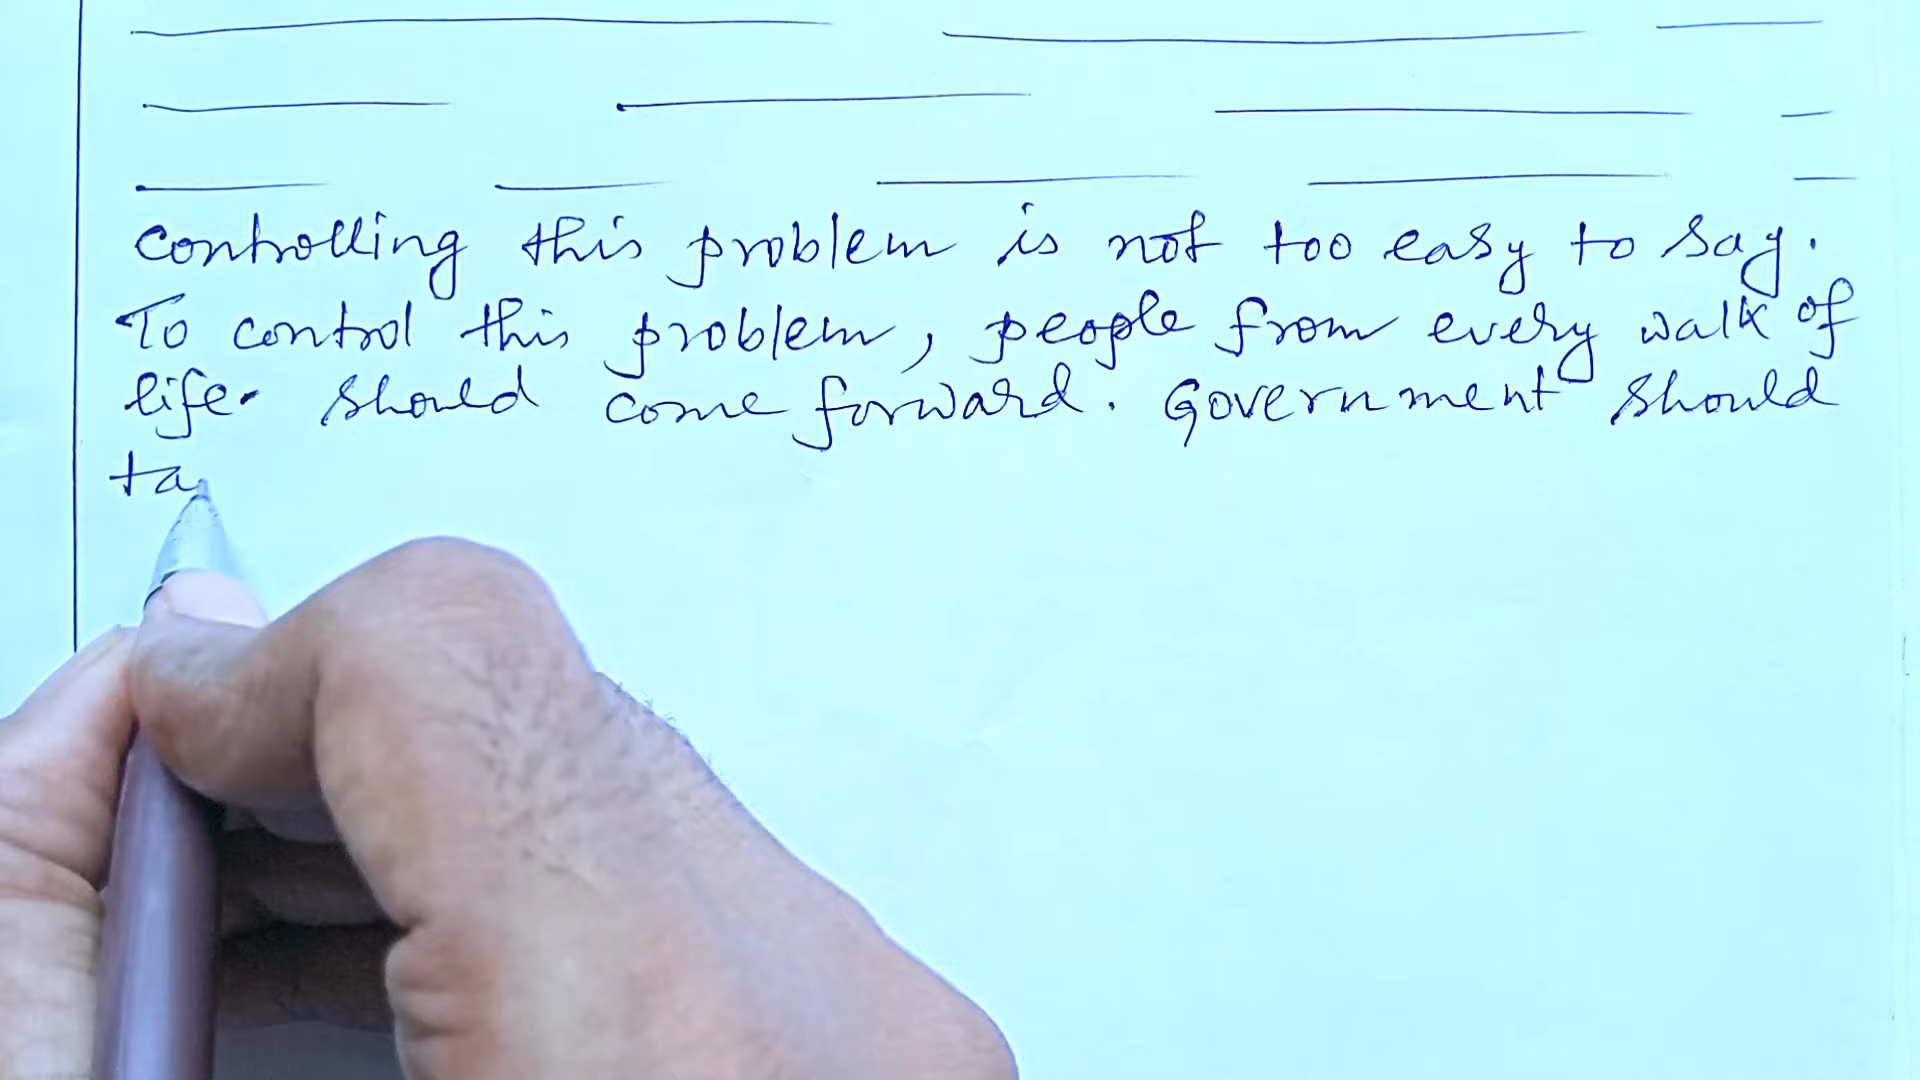 Controlling this problem is not too easy to say.
To control this problem, people from every walk of
life should come forward. Government should
ta